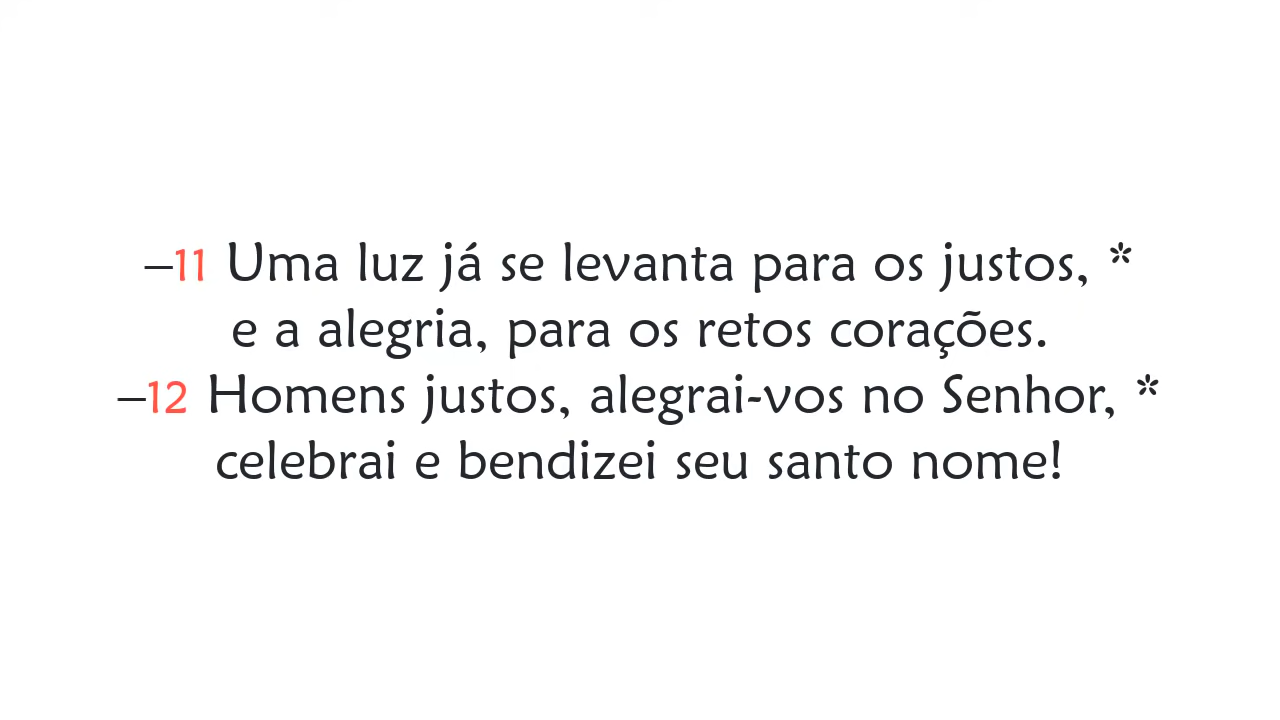 –11 Uma luz já se levanta para os justos, *
e a alegria, para os retos corações.
–12 Homens justos, alegrai-vos no Senhor, *
celebrai e bendizei seu santo nome!